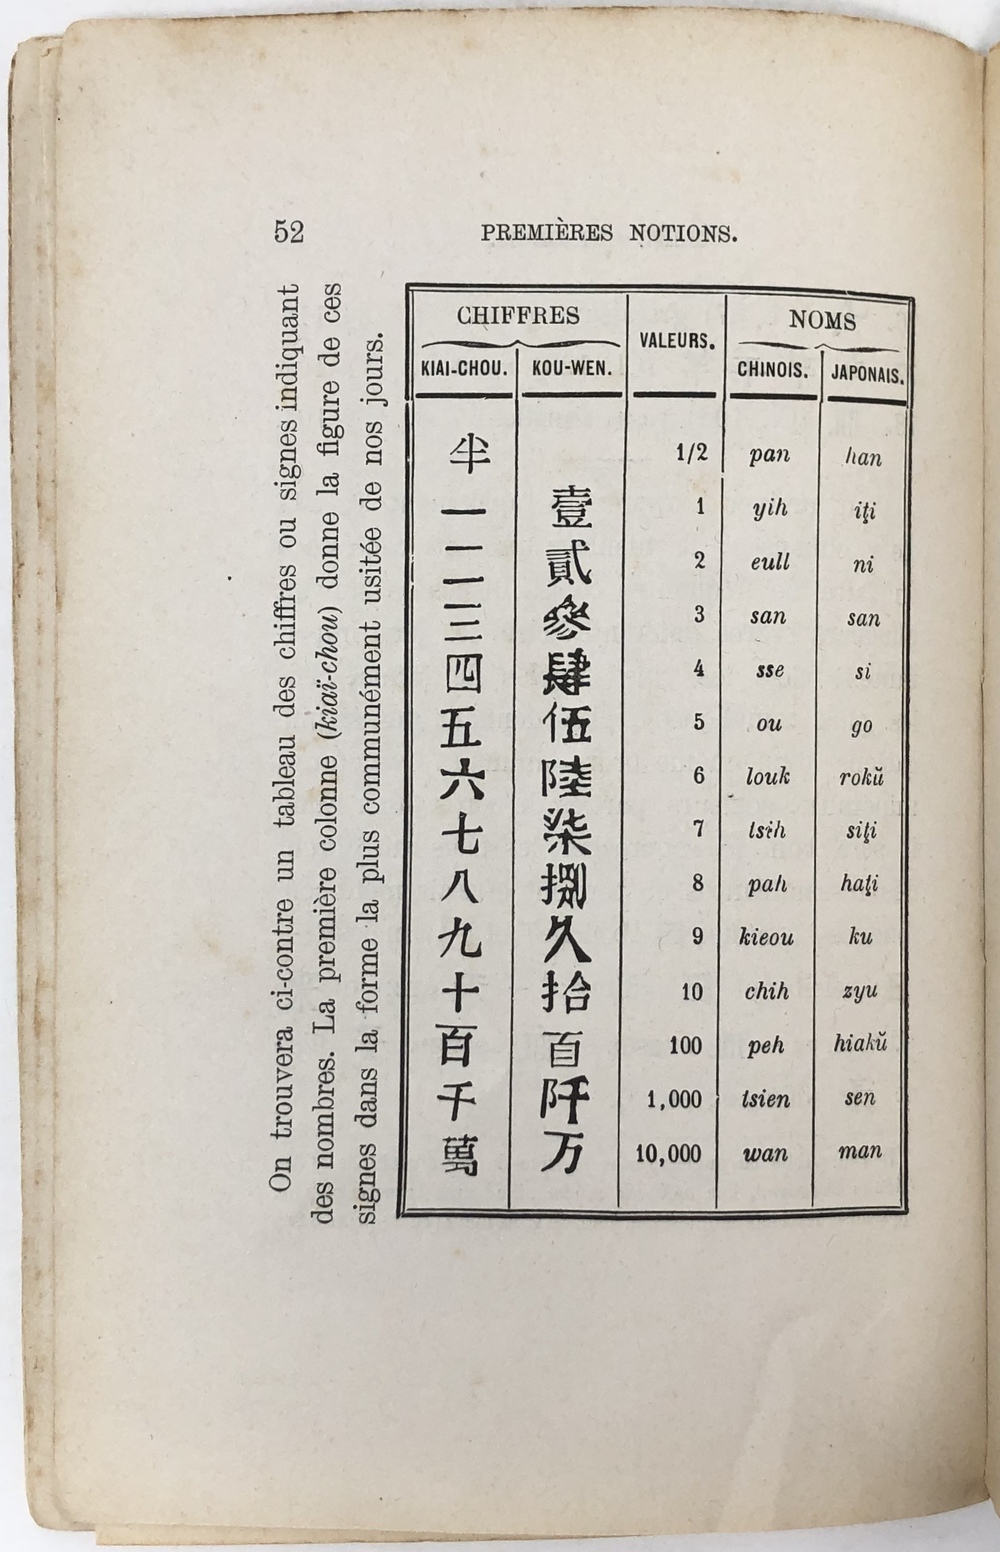 52
PREMIÈRES NOTIONS.
On trouvera ci-contre un tableau des chiffres ou signes indiquant
des nombres. La première colonne (kiaï-chou) donne la figure de ces
signes dans la forme la plus communément usitée de nos jours.
CHIFFRES VALEURS. NOMS
KIAI-CHOU. KOU-WEN. CHINOIS. JAPONAIS.
半 1/2 pan han
一 壹 1 yih iţi
二 貳 2 eull ni
三 參 3 san san
四 肆 4 sse si
五 伍 5 ou go
六 陸 6 louk rokŭ
七 柒 7 tsih siţi
八 捌 8 pah haţi
九 久 9 kieou ku
十 拾 10 chih zyu
百 百 100 peh hiakŭ
千 阡 1,000 tsien sen
萬 万 10,000 wan man